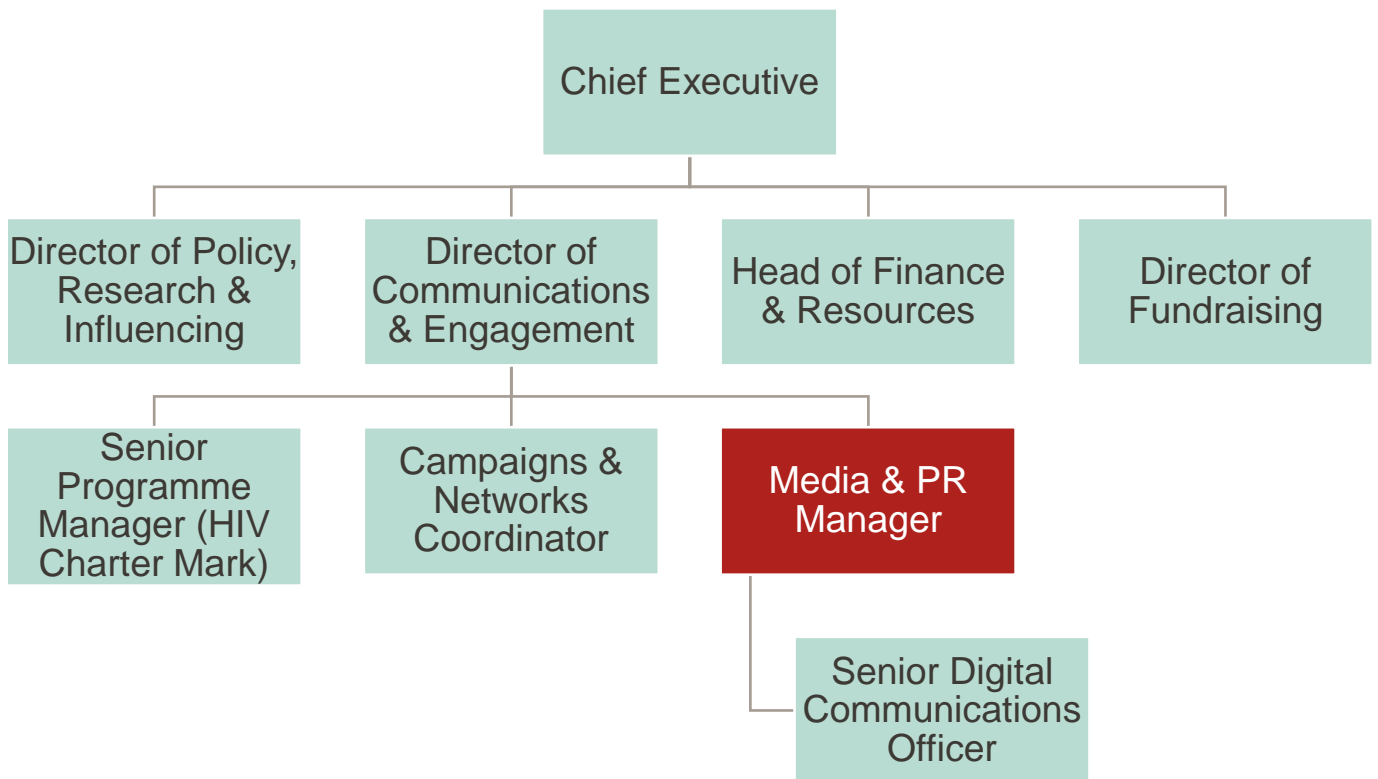 Chief Executive
Director of Policy,
Research &
Influencing
Director of
Communications
& Engagement
Head of Finance
& Resources
Director of
Fundraising
Senior
Programme
Manager (HIV
Charter Mark)
Campaigns &
Networks
Coordinator
Media & PR
Manager
Senior Digital
Communications
Officer